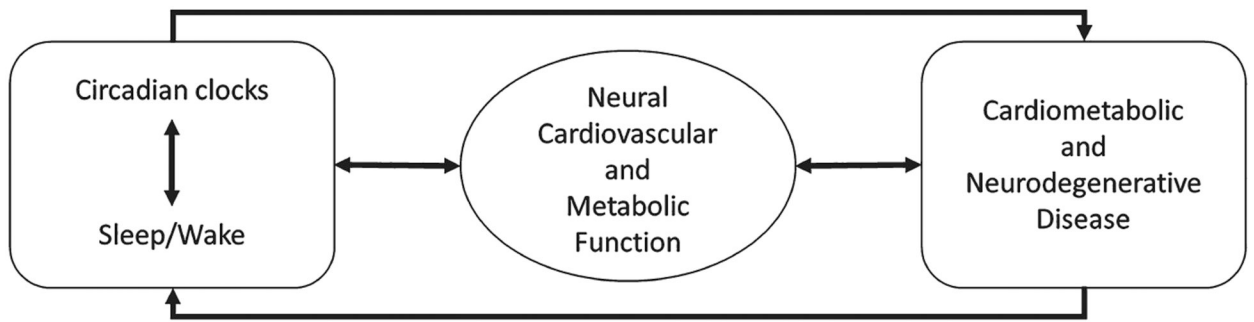 Circadian clocks
Sleep/Wake
Neural
Cardiovascular
and
Metabolic
Function
Cardiometabolic
and
Neurodegenerative
Disease